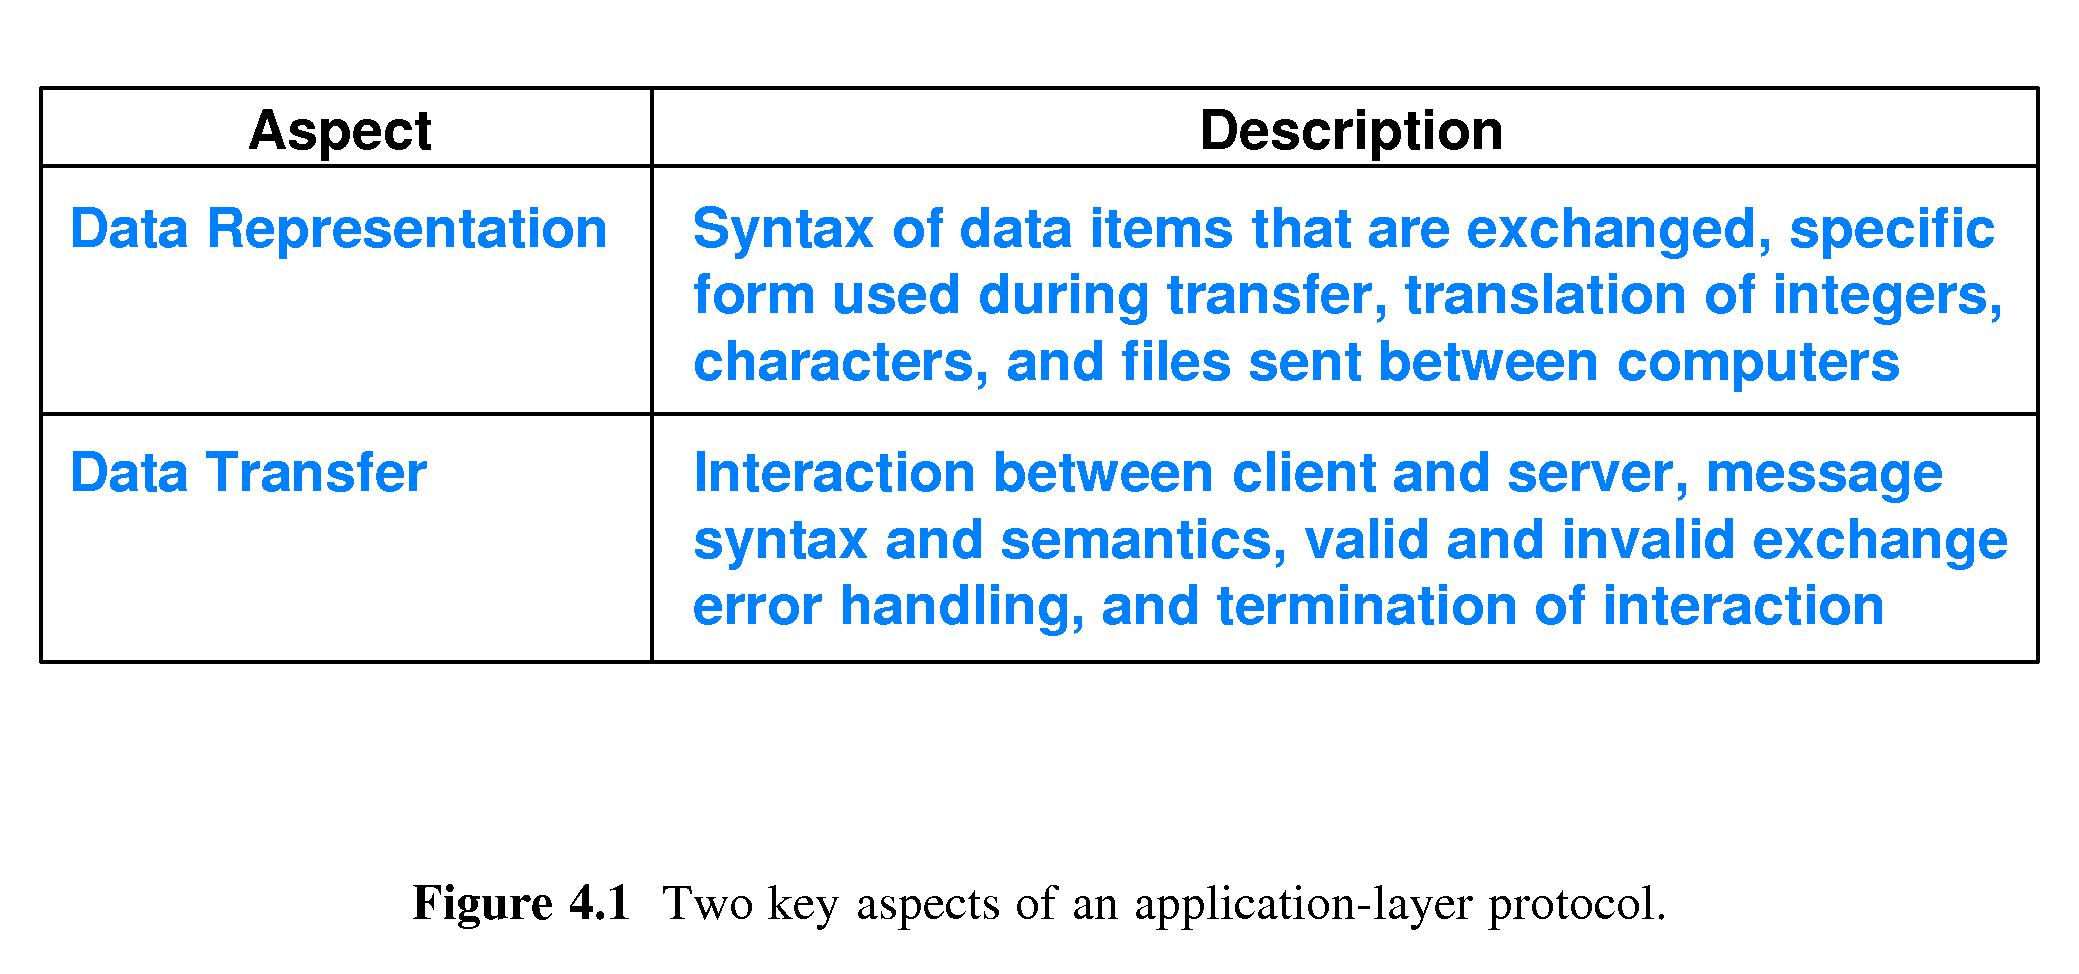 Aspect Description
Data Representation Syntax of data items that are exchanged, specific
form used during transfer, translation of integers,
characters, and files sent between computers
Data Transfer Interaction between client and server, message
syntax and semantics, valid and invalid exchange
error handling, and termination of interaction
Figure 4.1 Two key aspects of an application-layer protocol.